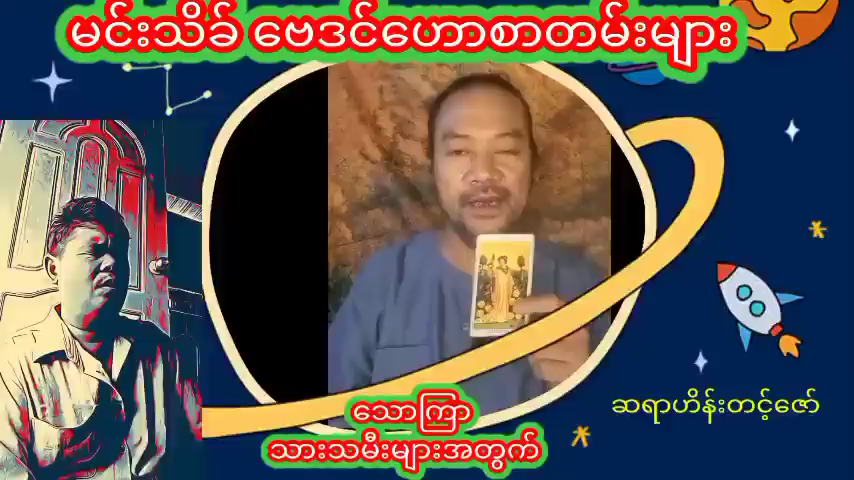 မင်းသိခ် ဗေဒင်ဟောစာတမ်းများ
ဆရာဟိန်းတင့်ဇော်
သောကြာ
သားသမီးများအတွက်